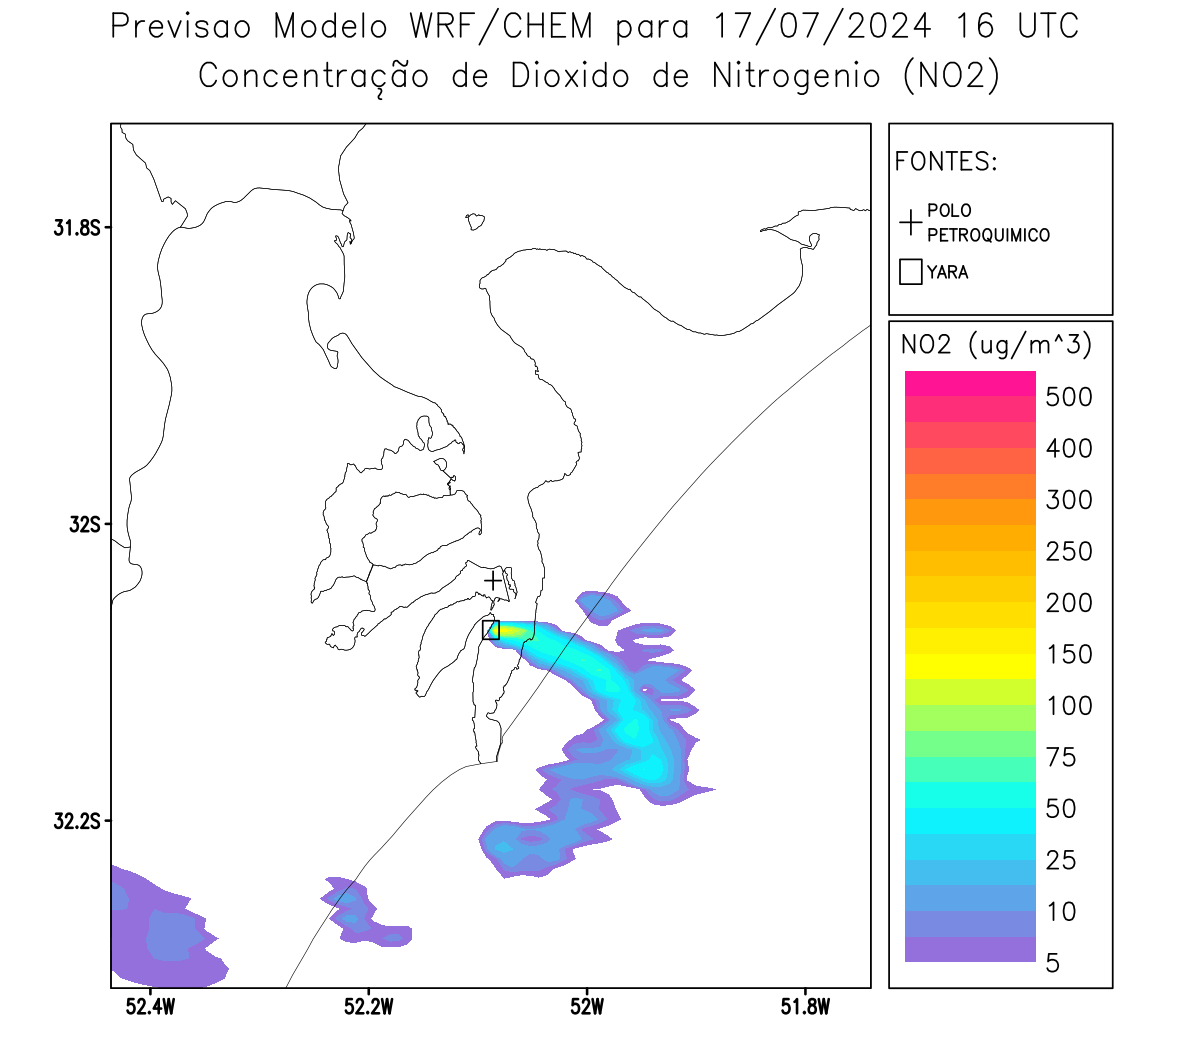 Previsao Modelo WRF/CHEM para 17/07/2024 16 UTC
Concentração de Dioxido de Nitrogenio (NO2)
FONTES:
POLO
PETROQUIMICO
YARA
NO2 (ug/m^3)
500
400
300
250
200
150
100
75
50
25
10
5
31.8S
32S
32.2S
52.4W
52.2W
52W
51.8W